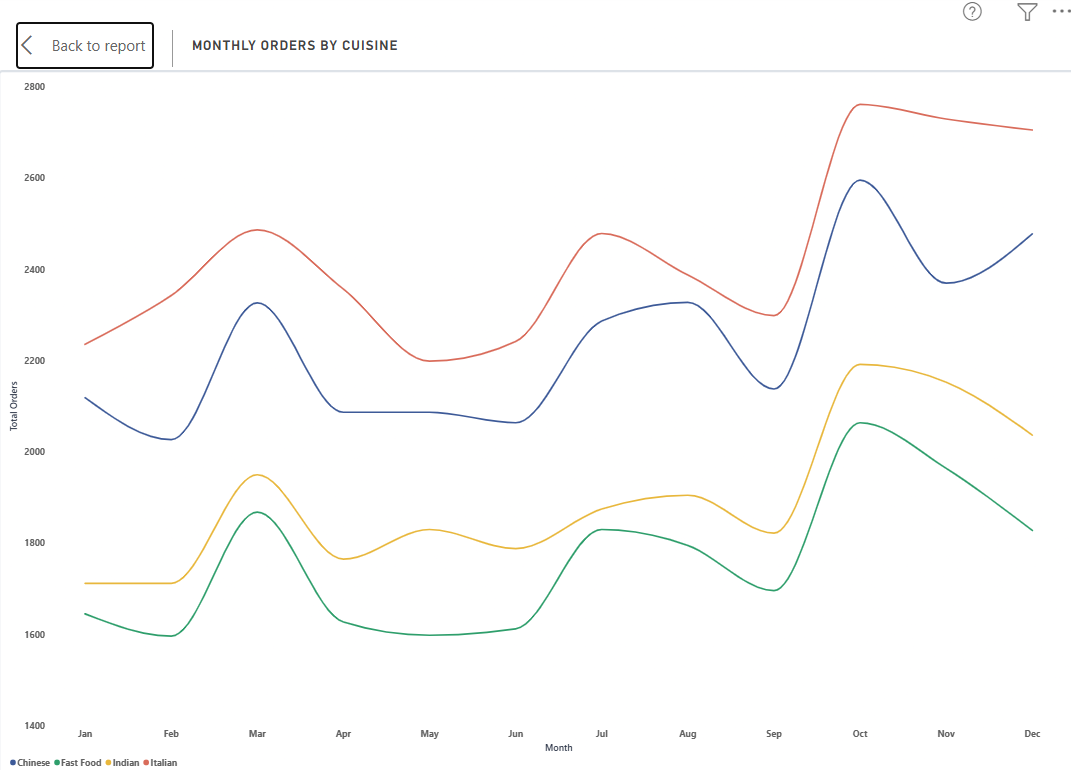 Back to report
MONTHLY ORDERS BY CUISINE
2800
2600
2400
2200
2000
1800
1600
1400
Total Orders
Jan Feb Mar Apr May Jun Jul Aug Sep Oct Nov Dec
Month
Chinese Fast Food Indian Italian